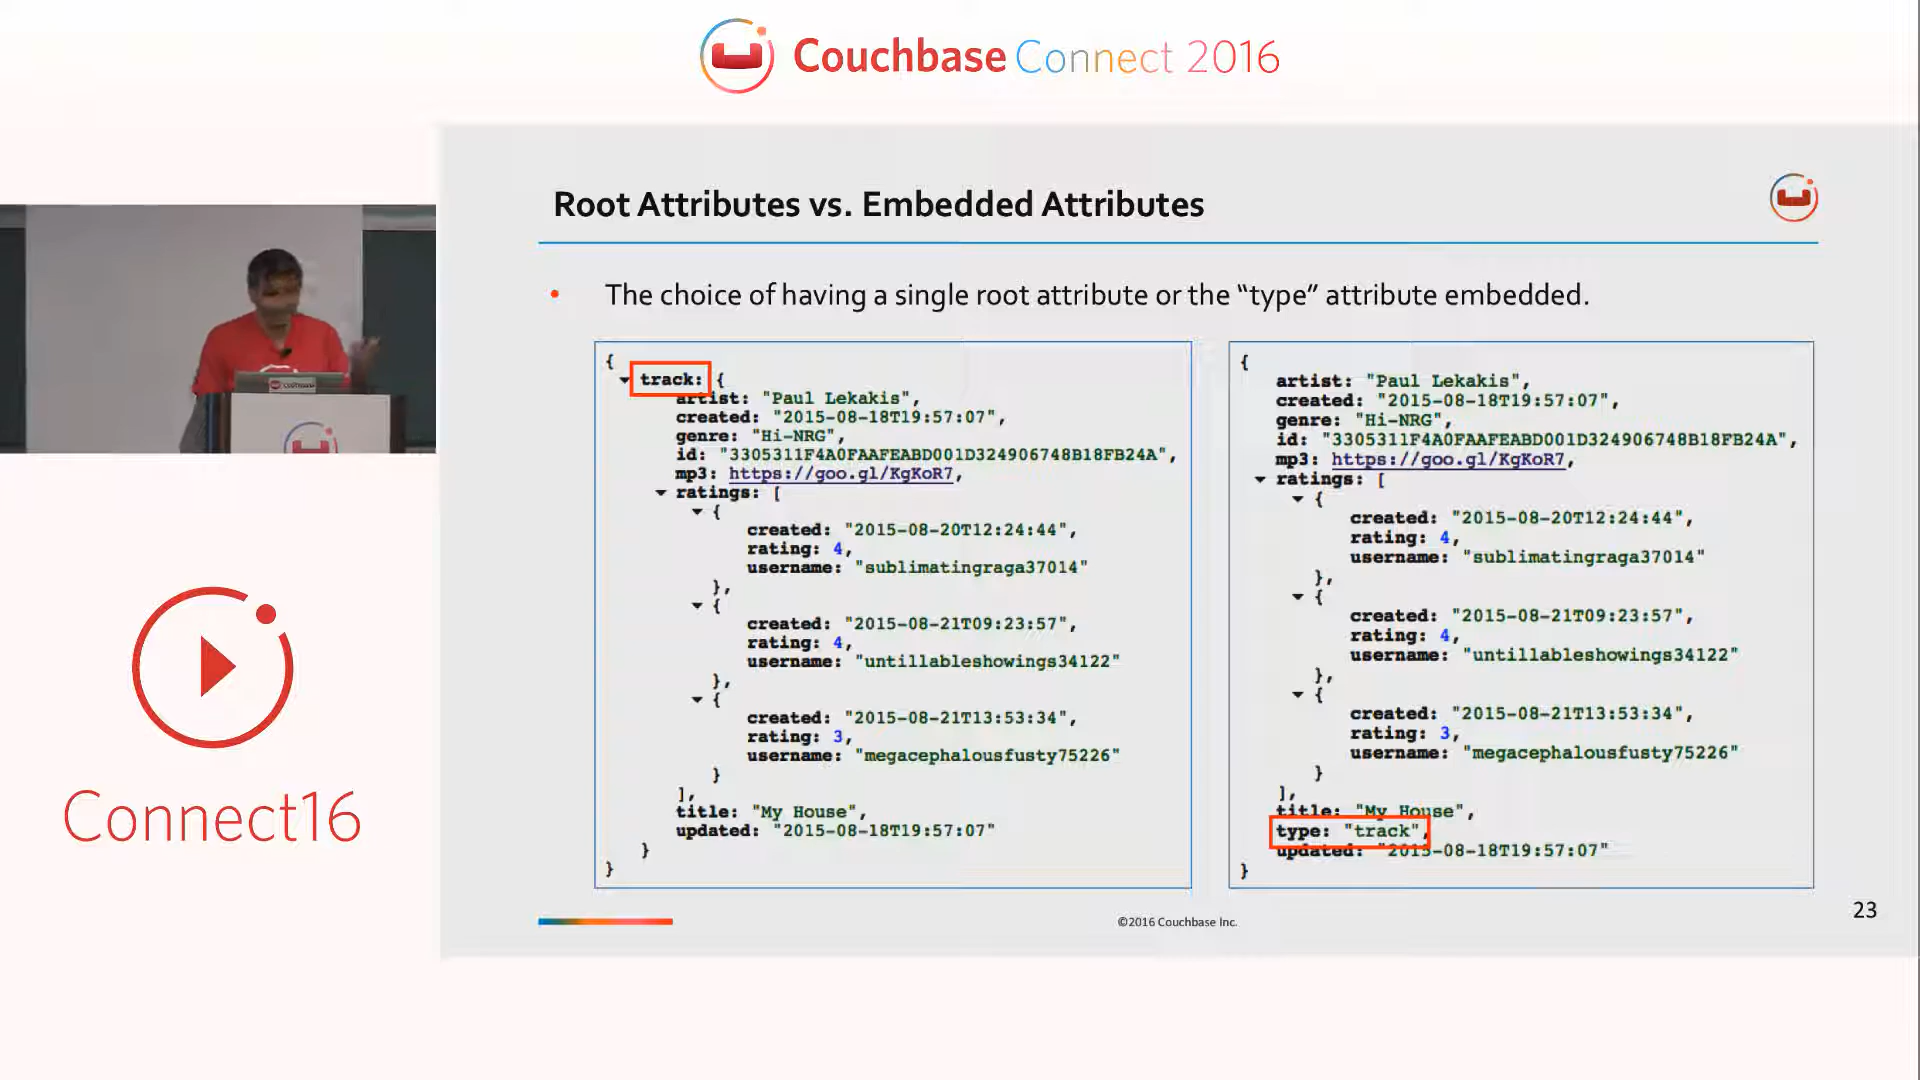 Couchbase Connect 2016
Root Attributes vs. Embedded Attributes
• The choice of having a single root attribute or the “type” attribute embedded.
{
track: {
artist: "Paul Lekakis",
created: "2015-08-18T19:57:07",
genre: "Hi-NRG",
id: "3305311F4A0FAAFEABD001D324906748B18FB24A",
mp3: https://goo.gl/KgKoR7,
ratings: [
{
created: "2015-08-20T12:24:44",
rating: 4,
username: "sublimatingraga37014"
},
{
created: "2015-08-21T09:23:57",
rating: 4,
username: "untillableshowings34122"
},
{
created: "2015-08-21T13:53:34",
rating: 3,
username: "megacephalousfusty75226"
}
],
title: "My House",
updated: "2015-08-18T19:57:07"
}
}
{
artist: "Paul Lekakis",
created: "2015-08-18T19:57:07",
genre: "Hi-NRG",
id: "3305311F4A0FAAFEABD001D324906748B18FB24A",
mp3: https://goo.gl/KgKoR7,
ratings: [
{
created: "2015-08-20T12:24:44",
rating: 4,
username: "sublimatingraga37014"
},
{
created: "2015-08-21T09:23:57",
rating: 4,
username: "untillableshowings34122"
},
{
created: "2015-08-21T13:53:34",
rating: 3,
username: "megacephalousfusty75226"
}
],
title: "My House",
type: "track",
updated: "2015-08-18T19:57:07"
}
©2016 Couchbase Inc.
23
Couchbase
Connect16